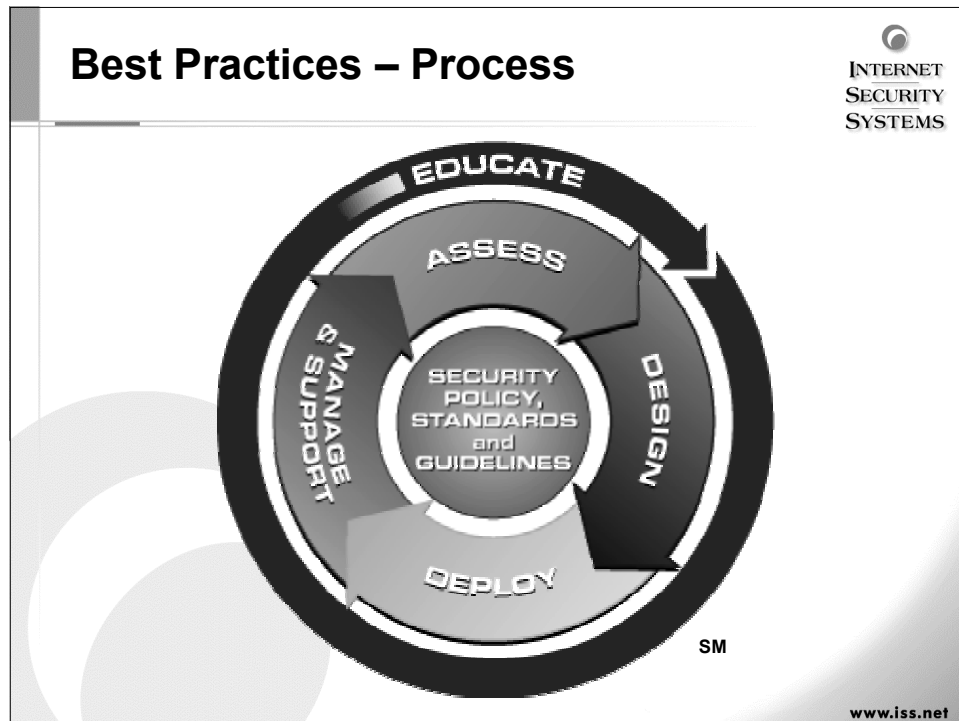 Best Practices – Process
INTERNET
SECURITY
SYSTEMS
EDUCATE
ASSESS
DESIGN
DEPLOY
MANAGE
& SUPPORT
SECURITY
POLICY,
STANDARDS
and
GUIDELINES
SM
www.iss.net